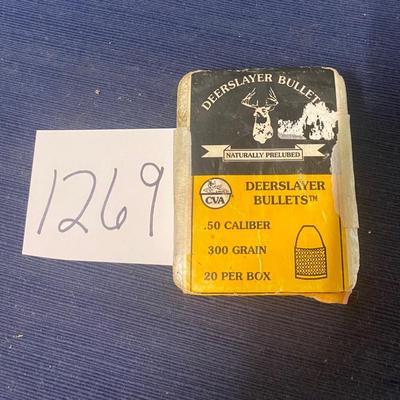 1269
DEERSLAYER BULLETS
NATURALLY PRELUBED
CVA
DEERSLAYER
BULLETS™
.50 CALIBER
300 GRAIN
20 PER BOX